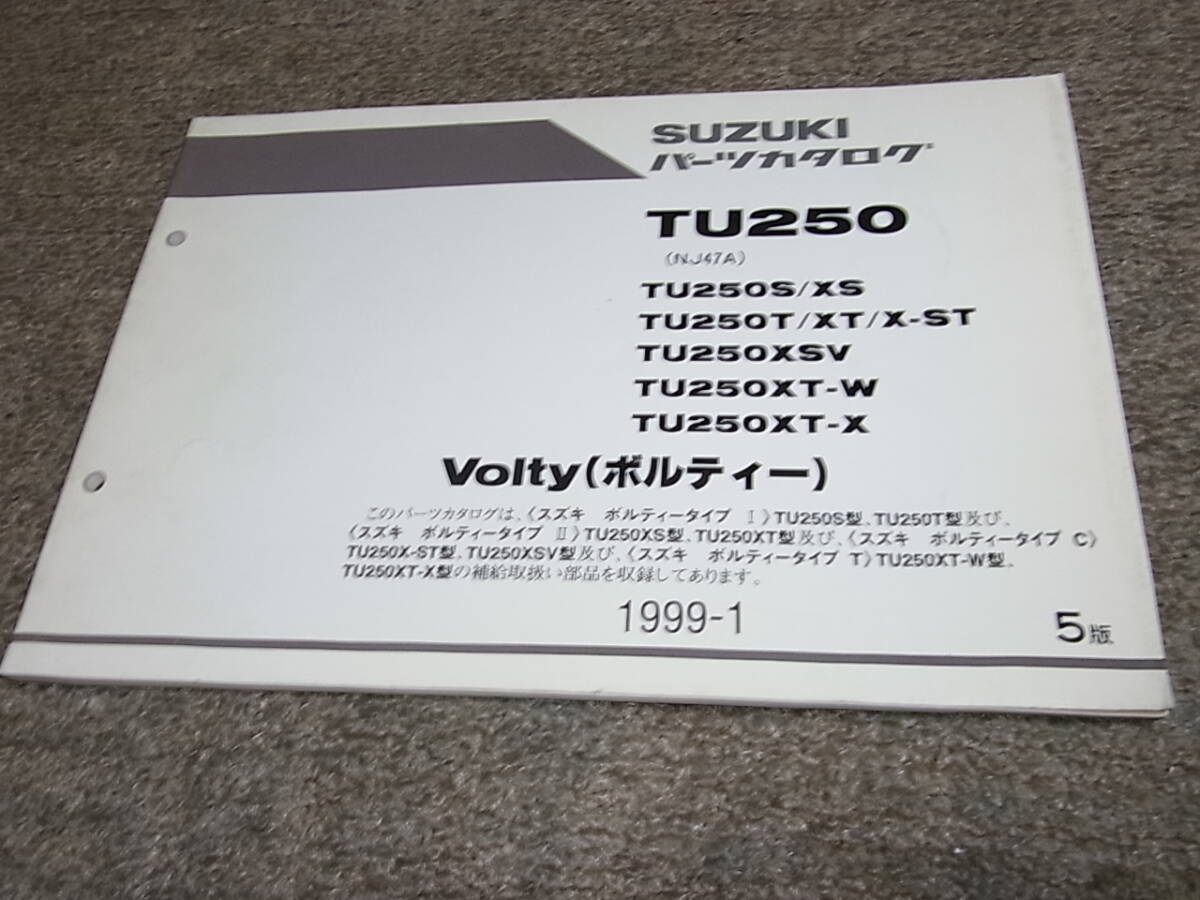 SUZUKI
パーツカタログ
TU250
(NJ47A)
TU250S/XS
TU250T/XT/X-ST
TU250XSV
TU250XT-W
TU250XT-X
Volty(ボルティー)
このパーツカタログは、〈スズキ ボルティータイプ Ⅰ〉TU250S型、TU250T型及び、
〈スズキ ボルティータイプ Ⅱ〉TU250XS型、TU250XT型及び、〈スズキ ボルティータイプ C〉
TU250X-ST型、TU250XSV型及び、〈スズキ ボルティータイプ T〉TU250XT-W型、
TU250XT-X型の補給取扱い部品を収録してあります。
1999-1
5版